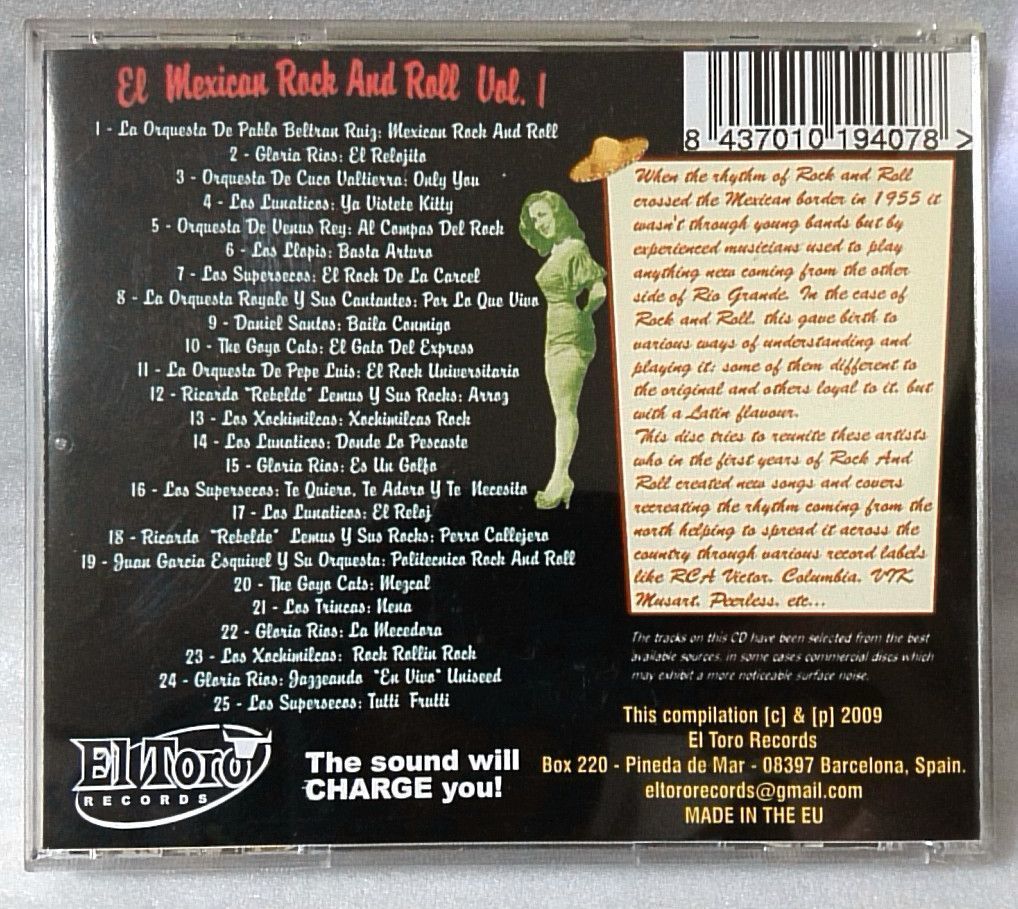 El Mexican Rock And Roll Vol. 1
1 - La Orquesta De Pablo Beltran Ruiz: Mexican Rock And Roll
2 - Gloria Rios: El Relojito
3 - Orquesta De Cuco Valtierra: Only You
4 - Los Lunaticos: Ya Vistete Kitty
5 - Orquesta De Venus Rey: Al Compas Del Rock
6 - Los Llopis: Basta Arturo
7 - Los Supersecos: El Rock De La Carcel
8 - La Orquesta Royale Y Sus Cantantes: Por Lo Que Vivo
9 - Daniel Santos: Baila Conmigo
10 - The Goyo Cats: El Gato Del Express
11 - La Orquesta De Pepe Luis: El Rock Universitario
12 - Ricardo "Rebelde" Lemus Y Sus Rocks: Arroz
13 - Los Xochimilcas: Xochimilcas Rock
14 - Los Lunaticos: Donde Lo Pescaste
15 - Gloria Rios: Es Un Golfo
16 - Los Supersecos: Te Quiero, Te Adoro Y Te Necesito
17 - Los Lunaticos: El Reloj
18 - Ricardo "Rebelde" Lemus Y Sus Rocks: Perro Callejero
19 - Juan Garcia Esquivel Y Su Orquesta: Politecnico Rock And Roll
20 - The Goyo Cats: Mezcal
21 - Los Trincas: Nena
22 - Gloria Rios: La Mecedora
23 - Los Xochimilcas: Rock Rollin Rock
24 - Gloria Rios: Jazzeando "En Vivo" Uniseed
25 - Los Supersecos: Tutti Frutti
El Toro
RECORDS
The sound will
CHARGE you!
8 437010 194078 >
When the rhythm of Rock and Roll
crossed the Mexican border in 1955 it
wasn't through young bands but by
experienced musicians used to play
anything new coming from the other
side of Rio Grande. In the case of
Rock and Roll, this gave birth to
various ways of understanding and
playing it; some of them different to
the original and others loyal to it, but
with a Latin flavour.
This disc tries to reunite these artists
who in the first years of Rock And
Roll created new songs and covers
recreating the rhythm coming from the
north helping to spread it across the
country through various record labels
like RCA Victor, Columbia, VIK
Musart, Peerless, etc...
The tracks on this CD have been selected from the best
available sources, in some cases commercial discs which
may exhibit a more noticeable surface noise.
This compilation [c] & [p] 2009
El Toro Records
Box 220 - Pineda de Mar - 08397 Barcelona, Spain.
eltororecords@gmail.com
MADE IN THE EU